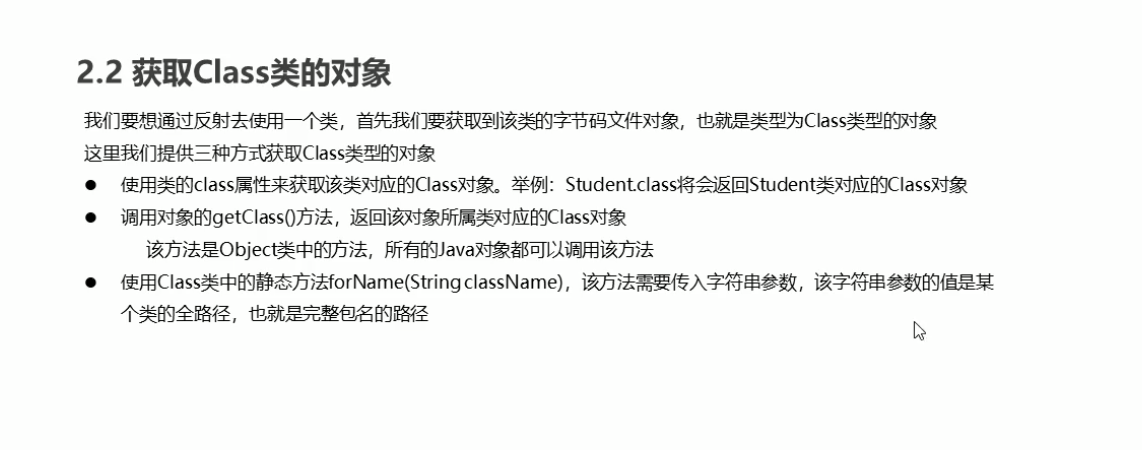 2.2 获取Class类的对象
我们要想通过反射去使用一个类，首先我们要获取到该类的字节码文件对象，也就是类型为Class类型的对象
这里我们提供三种方式获取Class类型的对象
● 使用类的class属性来获取该类对应的Class对象。举例：Student.class将会返回Student类对应的Class对象
● 调用对象的getClass()方法，返回该对象所属类对应的Class对象
该方法是Object类中的方法，所有的Java对象都可以调用该方法
● 使用Class类中的静态方法forName(String className)，该方法需要传入字符串参数，该字符串参数的值是某
个类的全路径，也就是完整包名的路径